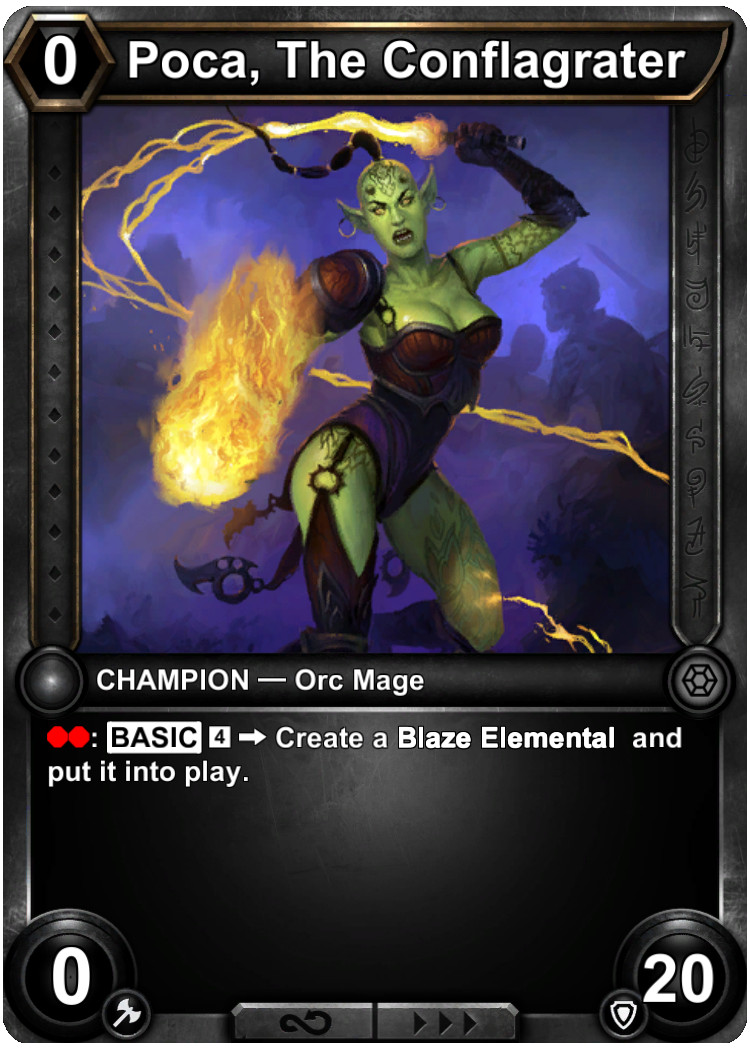 0 Poca, The Conflagrater
CHAMPION — Orc Mage
: BASIC 4 → Create a Blaze Elemental and
put it into play.
0
20